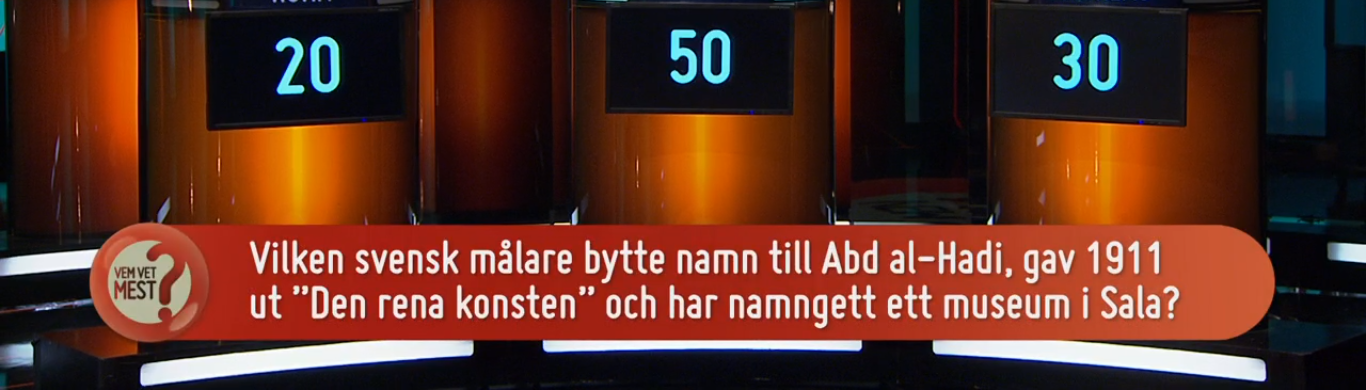 20
50
30
VEM VET
MEST?
Vilken svensk målare bytte namn till Abd al-Hadi, gav 1911
ut ”Den rena konsten” och har namngett ett museum i Sala?